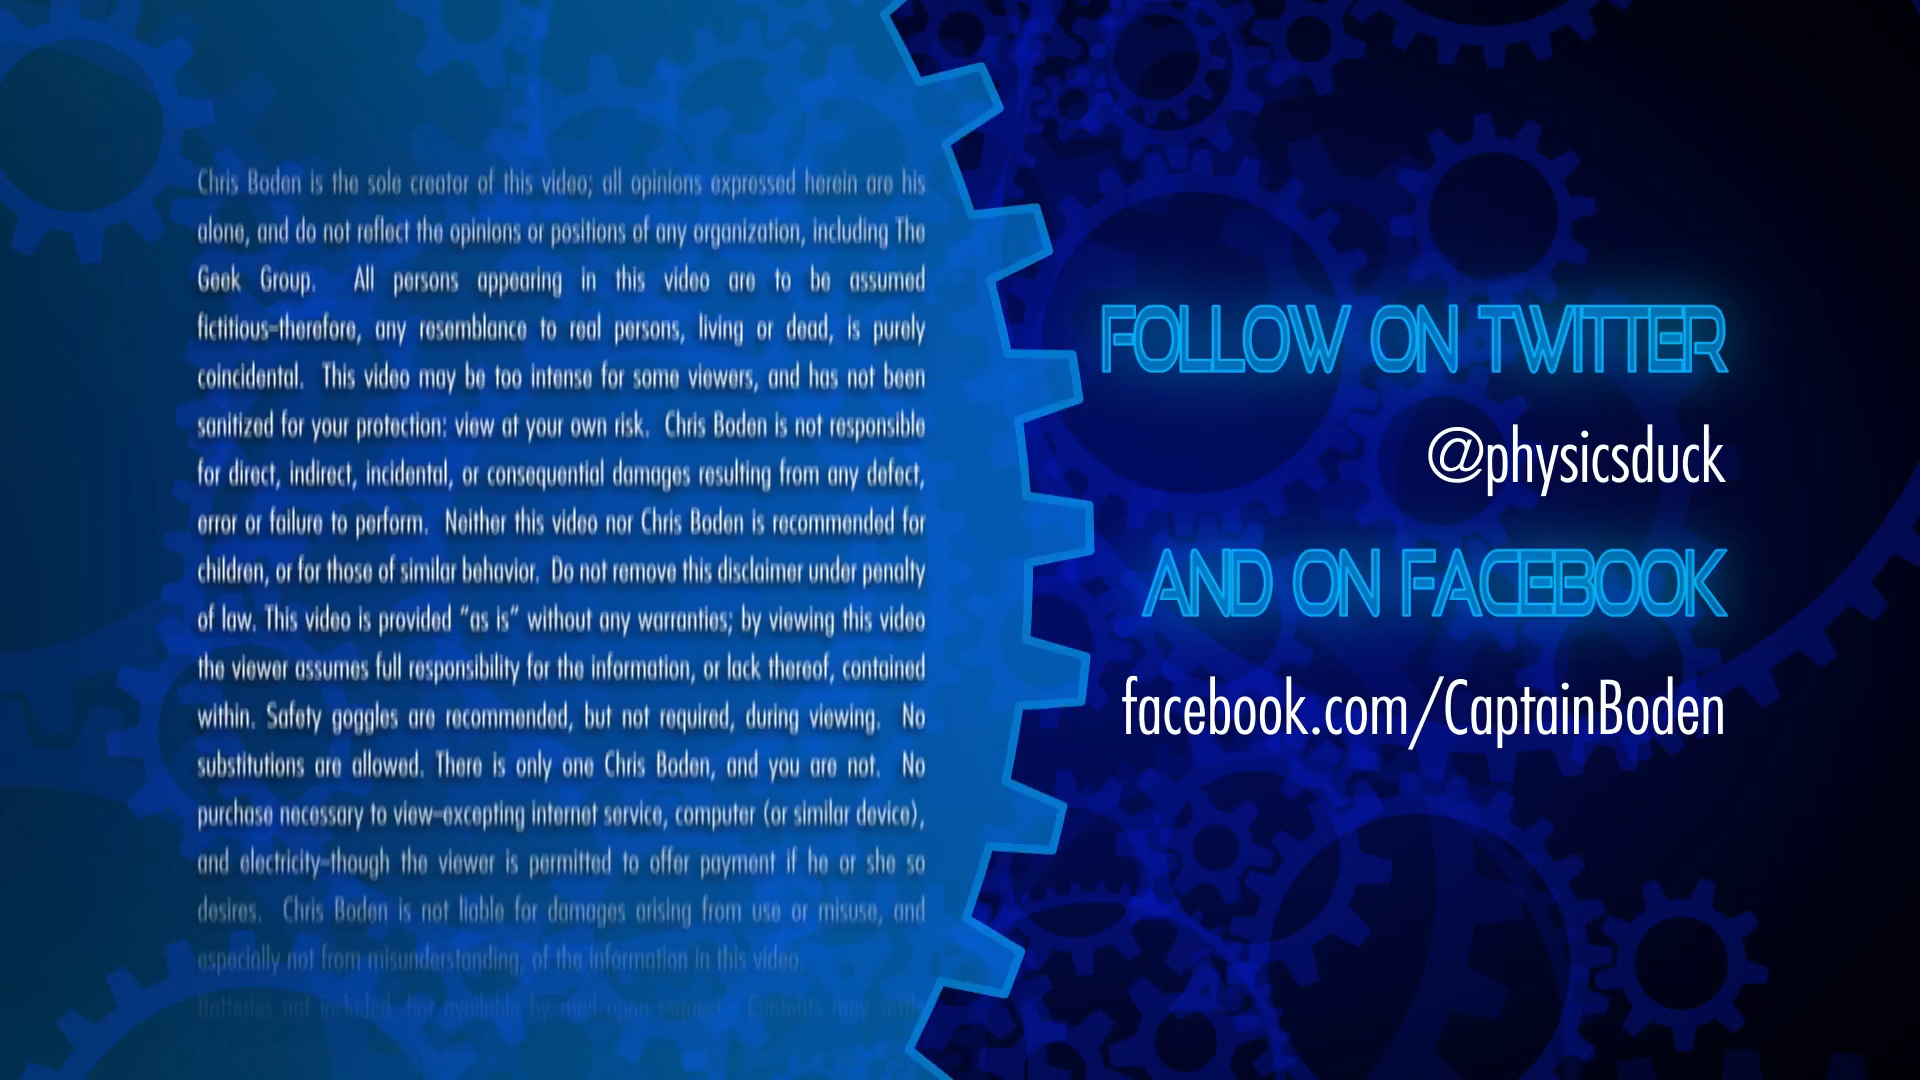 Chris Boden is the sole creator of this video; all opinions expressed herein are his
alone, and do not reflect the opinions or positions of any organization, including The
Geek Group. All persons appearing in this video are to be assumed
fictitious–therefore, any resemblance to real persons, living or dead, is purely
coincidental. This video may be too intense for some viewers, and has not been
sanitized for your protection: view at your own risk. Chris Boden is not responsible
for direct, indirect, incidental, or consequential damages resulting from any defect,
error or failure to perform. Neither this video nor Chris Boden is recommended for
children, or for those of similar behavior. Do not remove this disclaimer under penalty
of law. This video is provided "as is" without any warranties; by viewing this video
the viewer assumes full responsibility for the information, or lack thereof, contained
within. Safety goggles are recommended, but not required, during viewing. No
substitutions are allowed. There is only one Chris Boden, and you are not. No
purchase necessary to view–excepting internet service, computer (or similar device),
and electricity–though the viewer is permitted to offer payment if he or she so
desires. Chris Boden is not liable for damages arising from use or misuse, and
especially not from misunderstanding, of the information in this video.
Batteries not included, but available by mail upon request. Contents may settle
FOLLOW ON TWITTER
@physicsduck
AND ON FACEBOOK
facebook.com/CaptainBoden